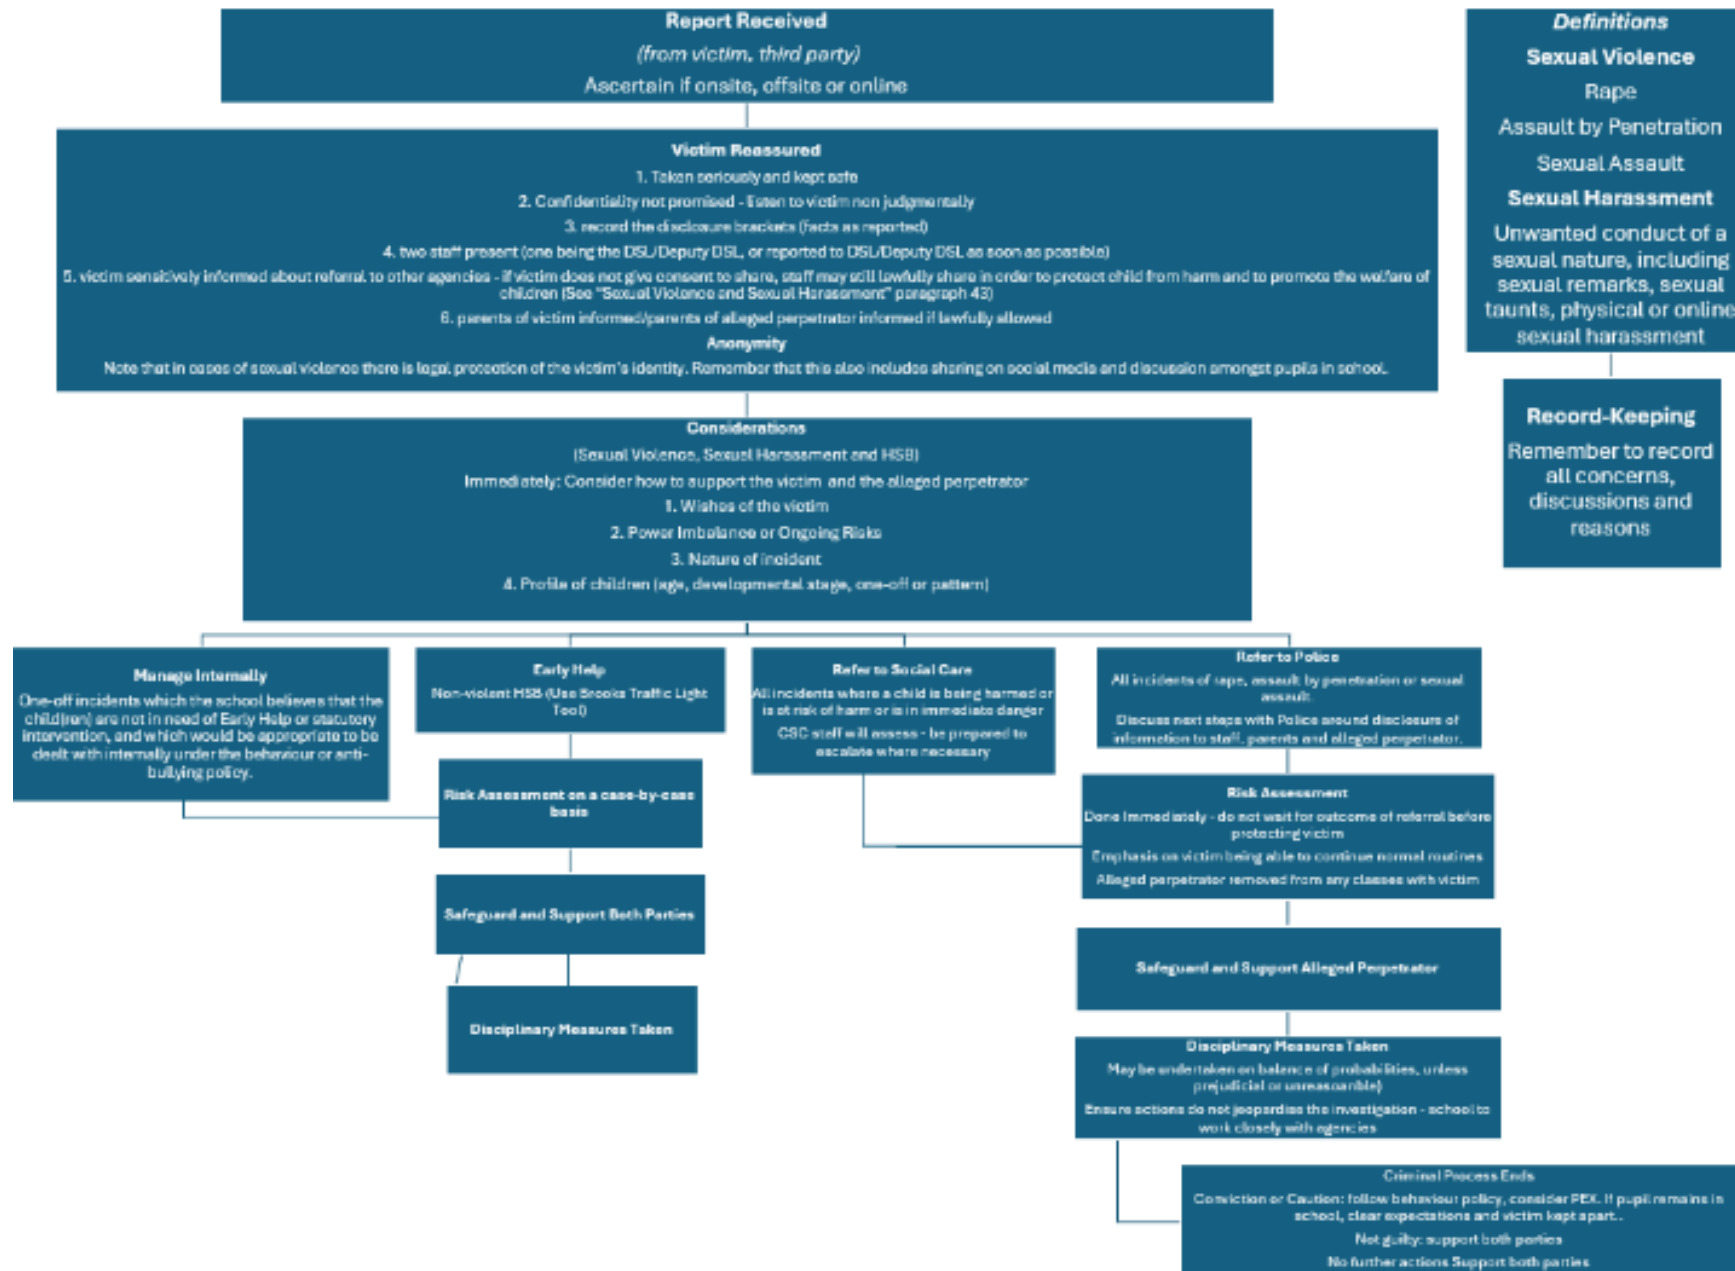 Report Received
(from victim, third party)
Ascertain if onsite, offsite or online
Victim Reassured
1. Taken seriously and kept safe
2. Confidentiality not promised - listen to victim non judgmentally
3. record the disclosure brackets (facts as reported)
4. two staff present (one being the DSL/Deputy DSL, or reported to DSL/Deputy DSL as soon as possible)
5. victim sensitively informed about referral to other agencies - if victim does not give consent to share, staff may still lawfully share in order to protect child from harm and to promote the welfare of
children (See "Sexual Violence and Sexual Harassment" paragraph 43)
6. parents of victim informed/parents of alleged perpetrator informed if lawfully allowed
Anonymity
Note that in cases of sexual violence there is legal protection of the victim's identity. Remember that this also includes sharing on social media and discussion amongst pupils in school.
Considerations
(Sexual Violence, Sexual Harassment and HSB)
Immediately: Consider how to support the victim and the alleged perpetrator
1. Wishes of the victim
2. Power Imbalance or Ongoing Risks
3. Nature of incident
4. Profile of children (age, developmental stage, one-off or pattern)
Definitions
Sexual Violence
Rape
Assault by Penetration
Sexual Assault
Sexual Harassment
Unwanted conduct of a
sexual nature, including
sexual remarks, sexual
taunts, physical or online
sexual harassment
Record-Keeping
Remember to record
all concerns,
discussions and
reasons
Manage Internally
One-off incidents which the school believes that the
child(ren) are not in need of Early Help or statutory
intervention, and which would be appropriate to be
dealt with internally under the behaviour or anti-
bullying policy.
Early Help
Non-violent HSB (Use Brooks Traffic Light
Tool)
Risk Assessment on a case-by-case
basis
Safeguard and Support Both Parties
Disciplinary Measures Taken
Refer to Social Care
All incidents where a child is being harmed or
is at risk of harm or is in immediate danger
CSC staff will assess - be prepared to
escalate where necessary
Refer to Police
All incidents of rape, assault by penetration or sexual
assault.
Discuss next steps with Police around disclosure of
information to staff, parents and alleged perpetrator.
Risk Assessment
Done Immediately - do not wait for outcome of referral before
protecting victim
Emphasis on victim being able to continue normal routines
Alleged perpetrator removed from any classes with victim
Safeguard and Support Alleged Perpetrator
Disciplinary Measures Taken
May be undertaken on balance of probabilities, unless
prejudicial or unreasoanble)
Ensure actions do not jeopardise the investigation - school to
work closely with agencies
Criminal Process Ends
Conviction or Caution: follow behaviour policy, consider PEX. If pupil remains in
school, clear expectations and victim kept apart..
Not guilty: support both parties
No further actions Support both parties